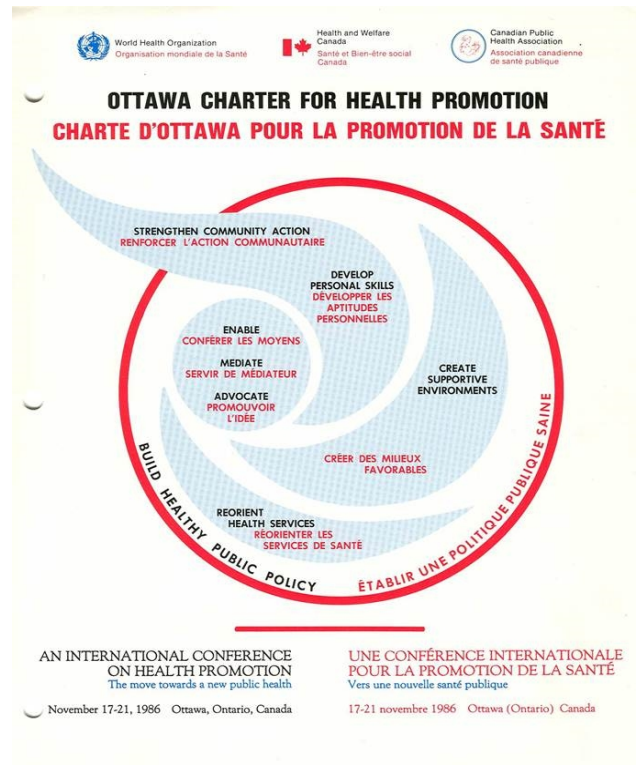 World Health Organization
Organisation mondiale de la Santé
Health and Welfare
Canada
Santé et Bien-être social
Canada
Canadian Public
Health Association
Association canadienne
de santé publique
OTTAWA CHARTER FOR HEALTH PROMOTION
CHARTE D'OTTAWA POUR LA PROMOTION DE LA SANTÉ
STRENGTHEN COMMUNITY ACTION
RENFORCER L'ACTION COMMUNAUTAIRE
DEVELOP
PERSONAL SKILLS
DÉVELOPPER LES
APTITUDES
PERSONNELLES
ENABLE
CONFÉRER LES MOYENS
MEDIATE
SERVIR DE MÉDIATEUR
ADVOCATE
PROMOUVOIR
L'IDÉE
CREATE
SUPPORTIVE
ENVIRONMENTS
CRÉER DES MILIEUX
FAVORABLES
REORIENT
HEALTH SERVICES
RÉORIENTER LES
SERVICES DE SANTÉ
BUILD HEALTHY PUBLIC POLICY
ÉTABLIR UNE POLITIQUE PUBLIQUE SAINE
AN INTERNATIONAL CONFERENCE
ON HEALTH PROMOTION
The move towards a new public health
November 17-21, 1986 Ottawa, Ontario, Canada
UNE CONFÉRENCE INTERNATIONALE
POUR LA PROMOTION DE LA SANTÉ
Vers une nouvelle santé publique
17-21 novembre 1986 Ottawa (Ontario) Canada